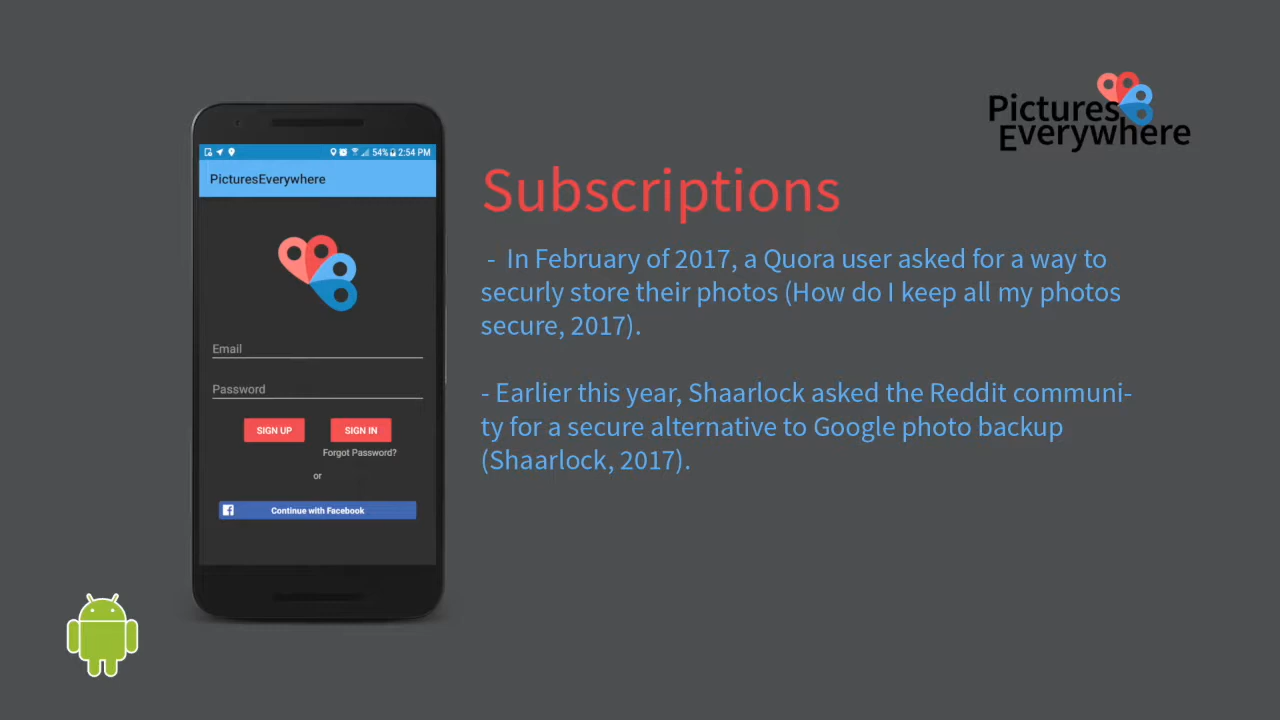 Pictures
Everywhere
54% 2:54 PM
PicturesEverywhere
Email
Password
SIGN UP SIGN IN
Forgot Password?
or
Continue with Facebook
Subscriptions
- In February of 2017, a Quora user asked for a way to
securly store their photos (How do I keep all my photos
secure, 2017).
- Earlier this year, Shaarlock asked the Reddit communi-
ty for a secure alternative to Google photo backup
(Shaarlock, 2017).